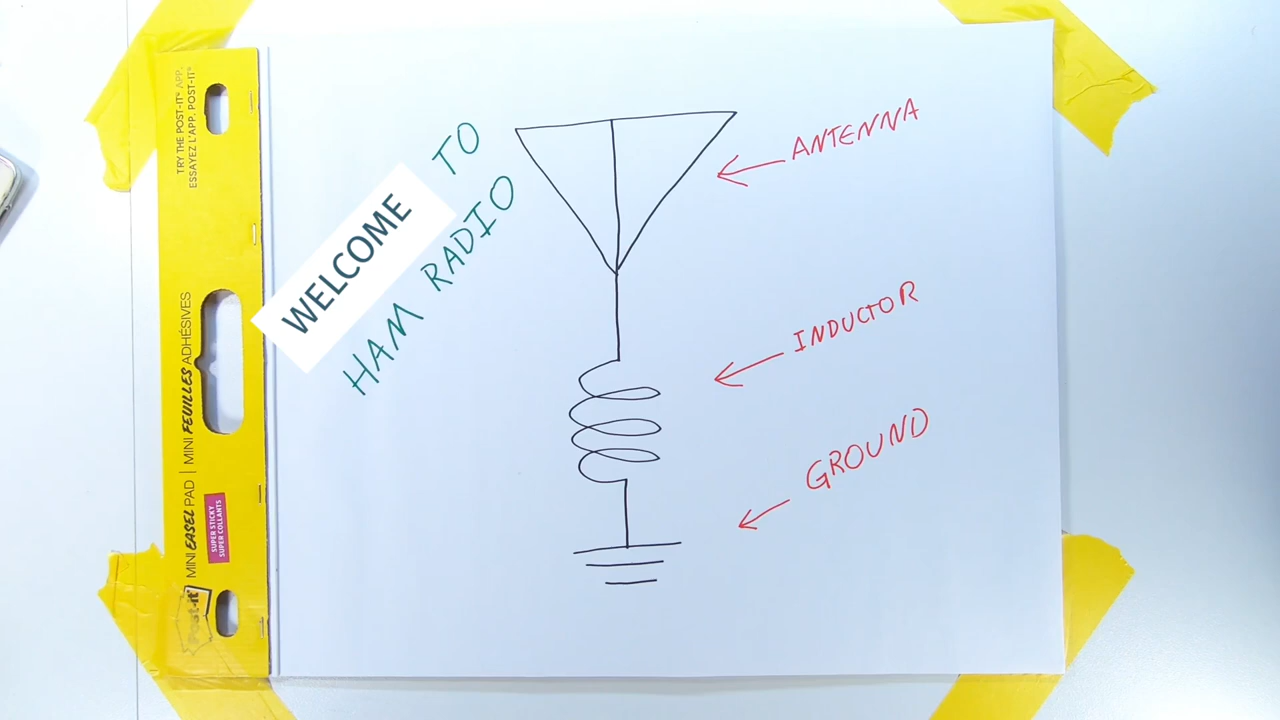 TRY THE POST-IT® APP.
ESSAYEZ L'APP. POST-IT®
MINI EASEL PAD | MINI FEUILLES ADHÉSIVES
SUPER STICKY
SUPER COLLANTS
Post-it®
WELCOME TO
HAM RADIO
ANTENNA
INDUCTOR
GROUND